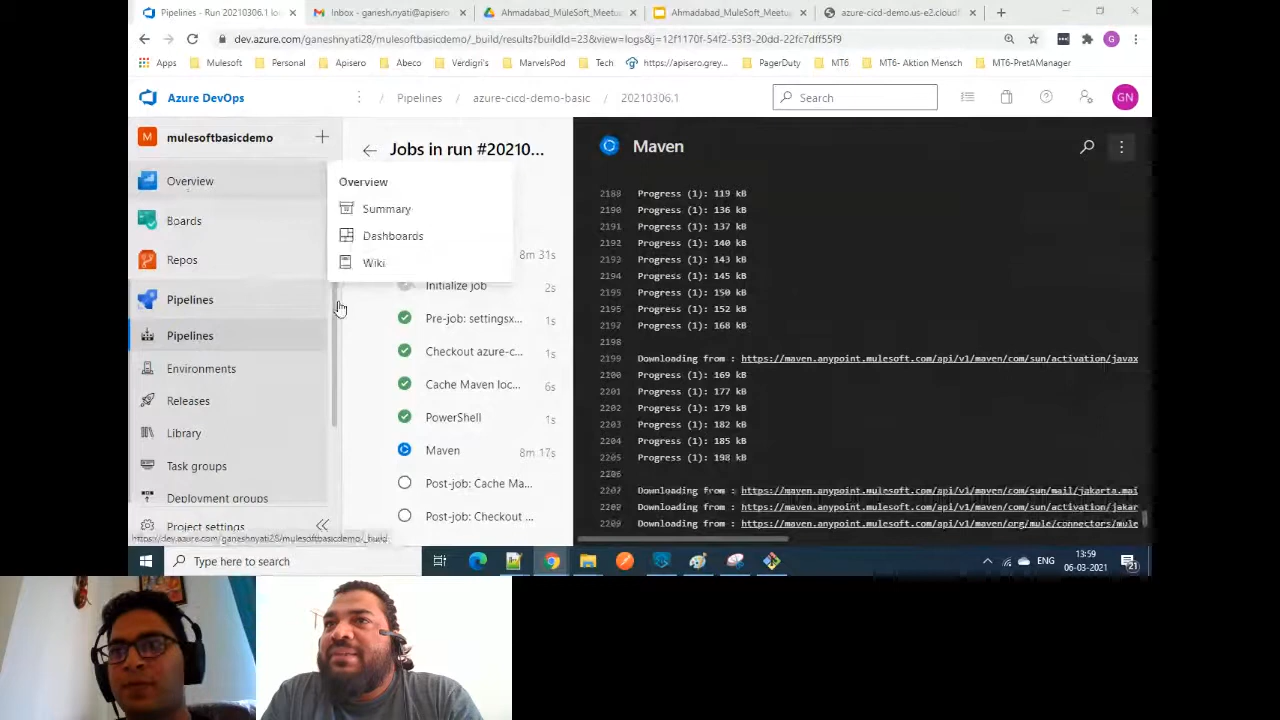 Pipelines - Run 20210306.1 lo
Inbox - ganesh.nyati@apisero
Ahmadabad_MuleSoft_Meetu
Ahmadabad_MuleSoft_Meetu
azure-cicd-demo.us-e2.cloudh
dev.azure.com/ganeshnyati28/mulesoftbasicdemo/_build/results?buildId=23&view=logs&j=12f1170f-54f2-53f3-20dd-22fc7dff55f9
G
Apps
Mulesoft
Personal
Apisero
Abeco
Verdigri's
MarvelsPod
Tech
https://apisero.grey...
PagerDuty
MT6
MT6- Aktion Mensch
MT6-PretAManager
Azure DevOps
/ Pipelines / azure-cicd-demo-basic / 20210306.1
Search
GN
M mulesoftbasicdemo
Overview
Boards
Repos
Pipelines
Pipelines
Environments
Releases
Library
Task groups
Deployment groups
Project settings
https://dev.azure.com/ganeshnyati28/mulesoftbasicdemo/_build
Overview
Summary
Dashboards
Wiki
Jobs in run #20210...
8m 31s
Initialize job 2s
Pre-job: settingsx... 1s
Checkout azure-c... 1s
Cache Maven loc... 6s
PowerShell 1s
Maven 8m 17s
Post-job: Cache Ma...
Post-job: Checkout ...
Maven
2189 Progress (1): 119 kB
2190 Progress (1): 136 kB
2191 Progress (1): 137 kB
2192 Progress (1): 140 kB
2193 Progress (1): 143 kB
2194 Progress (1): 145 kB
2195 Progress (1): 150 kB
2196 Progress (1): 152 kB
2197 Progress (1): 168 kB
2198
2199 Downloading from : https://maven.anypoint.mulesoft.com/api/v1/maven/com/sun/activation/javax
2200 Progress (1): 169 kB
2201 Progress (1): 177 kB
2202 Progress (1): 179 kB
2203 Progress (1): 182 kB
2204 Progress (1): 185 kB
2205 Progress (1): 198 kB
2206
2207 Downloading from : https://maven.anypoint.mulesoft.com/api/v1/maven/com/sun/mail/jakarta.mai
2208 Downloading from : https://maven.anypoint.mulesoft.com/api/v1/maven/com/sun/activation/jakar
2209 Downloading from : https://maven.anypoint.mulesoft.com/api/v1/maven/org/mule/connectors/mule
Type here to search
ENG
13:59
06-03-2021
21